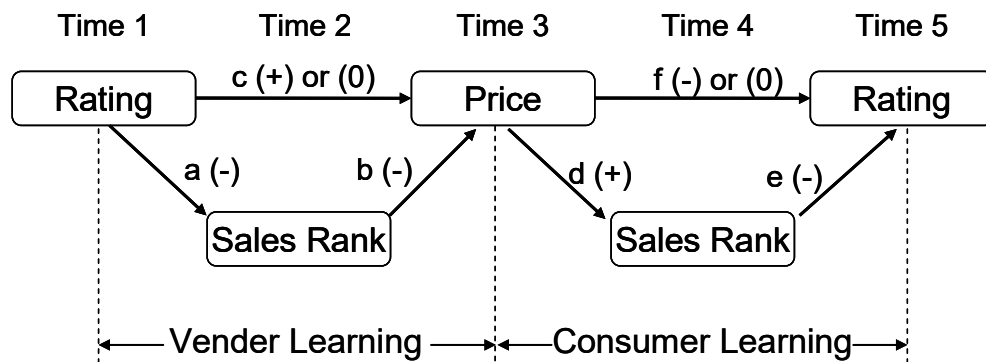 Time 1 Time 2 Time 3 Time 4 Time 5
c (+) or (0) f (-) or (0)
Rating Price Rating
a (-) b (-) d (+) e (-)
Sales Rank Sales Rank
Vender Learning Consumer Learning